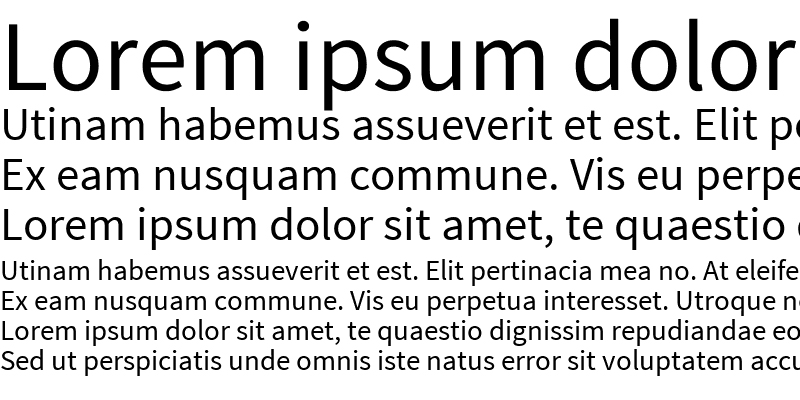 Lorem ipsum dolor
Utinam habemus assueverit et est. Elit pe
Ex eam nusquam commune. Vis eu perpe
Lorem ipsum dolor sit amet, te quaestio
Utinam habemus assueverit et est. Elit pertinacia mea no. At eleife
Ex eam nusquam commune. Vis eu perpetua interesset. Utroque n
Lorem ipsum dolor sit amet, te quaestio dignissim repudiandae eo
Sed ut perspiciatis unde omnis iste natus error sit voluptatem accu